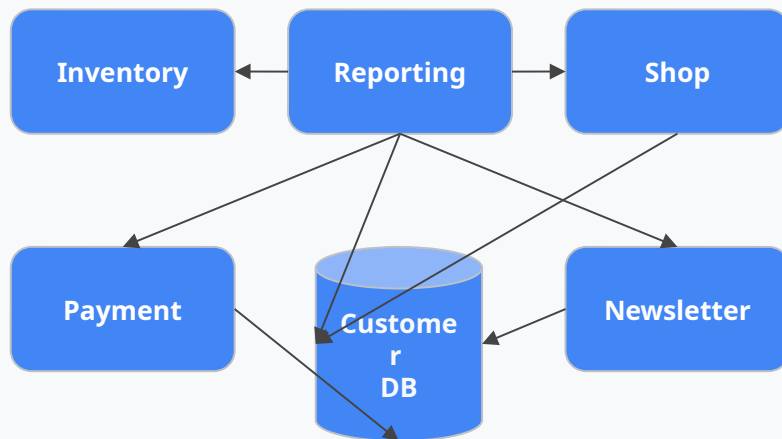 Inventory
Reporting
Shop
Payment
Custome
r
DB
Newsletter